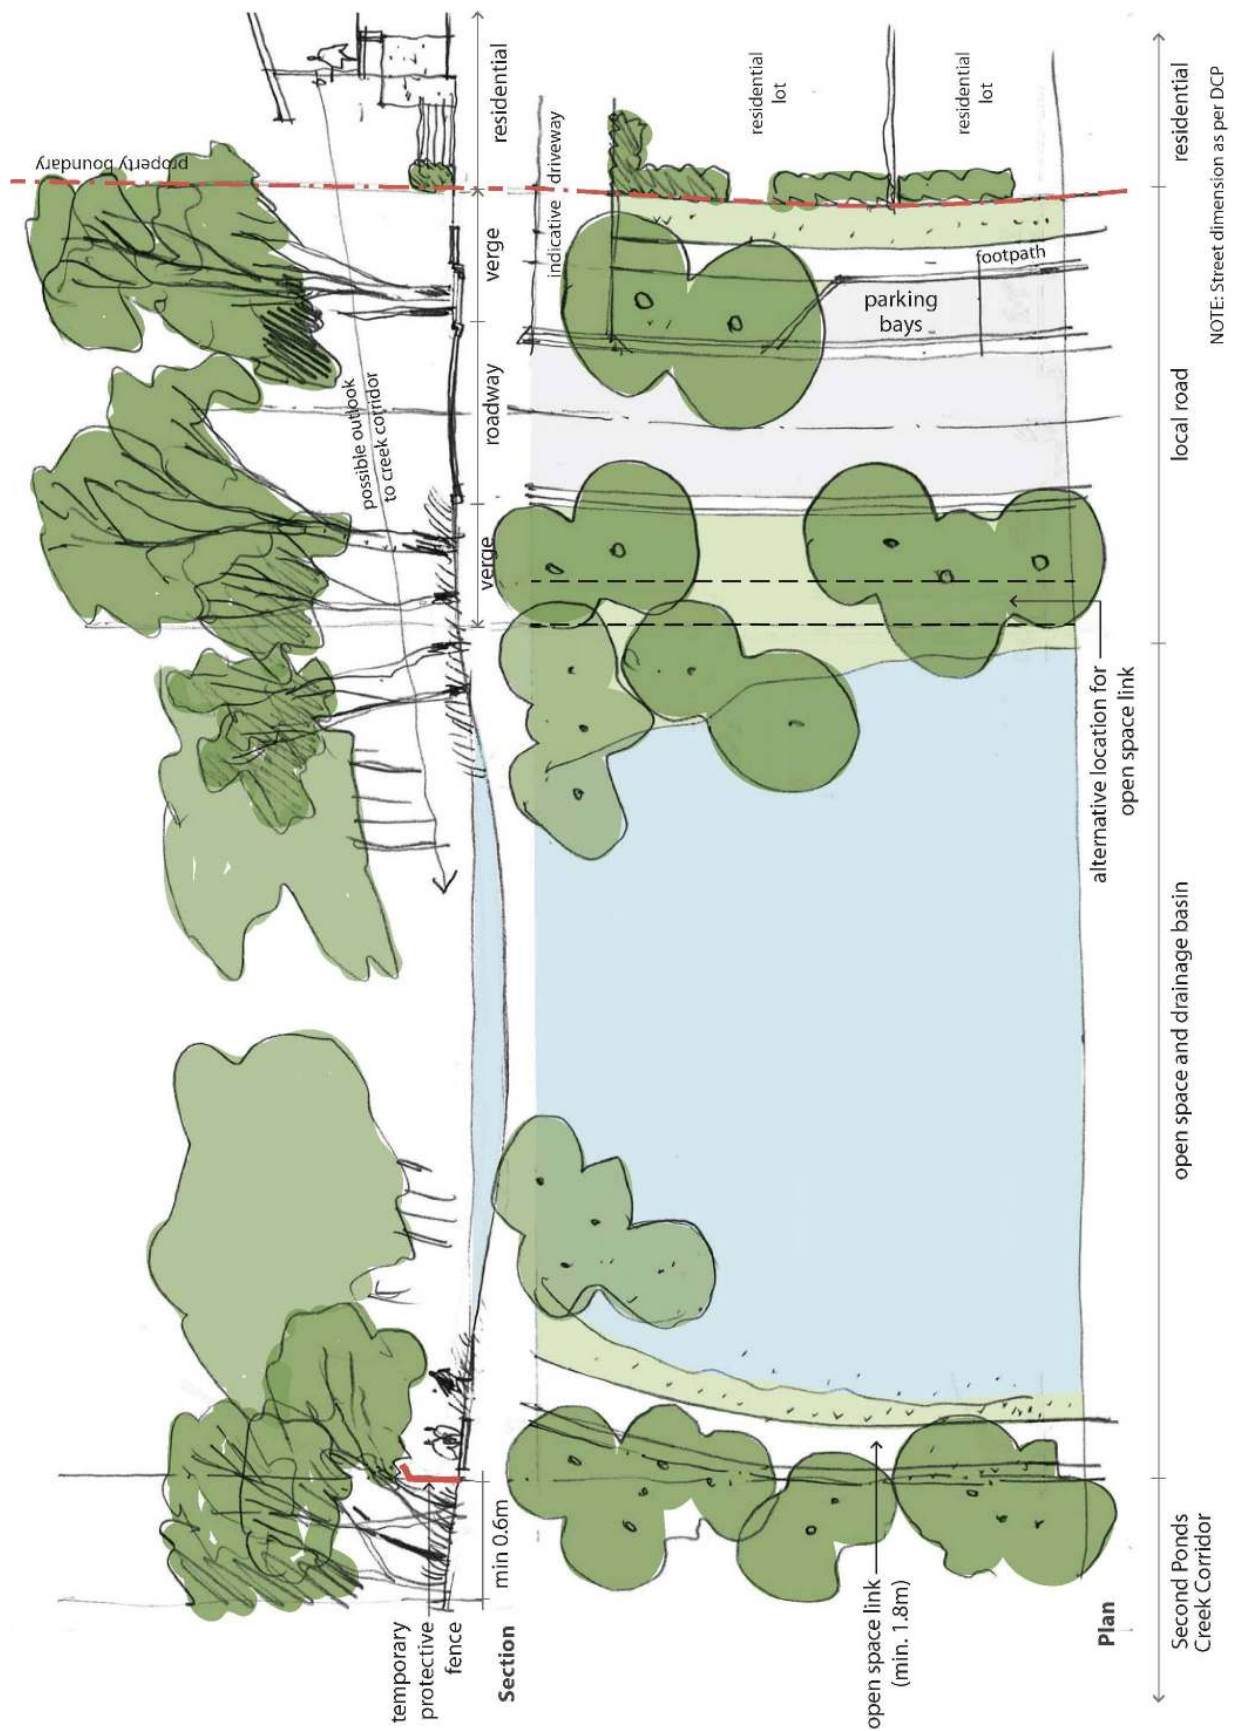 property boundary
possible outlook
to creek corridor
temporary
protective
fence
min 0.6m
verge
roadway
verge
residential
Section
indicative driveway
residential
lot
residential
lot
footpath
parking
bays
alternative location for
open space link
open space link
(min. 1.8m)
Plan
Second Ponds
Creek Corridor
open space and drainage basin
local road
residential
NOTE: Street dimension as per DCP